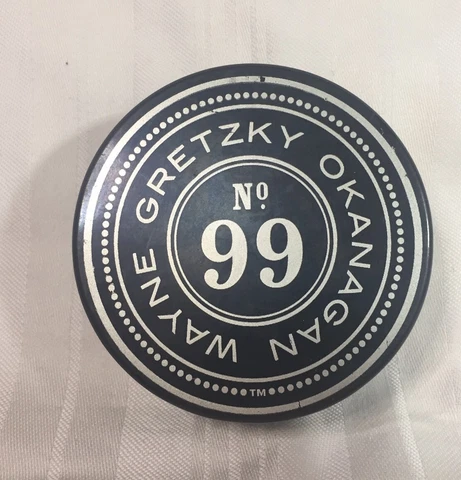 WAYNE GRETZKY OKANAGAN
Nº
99
™